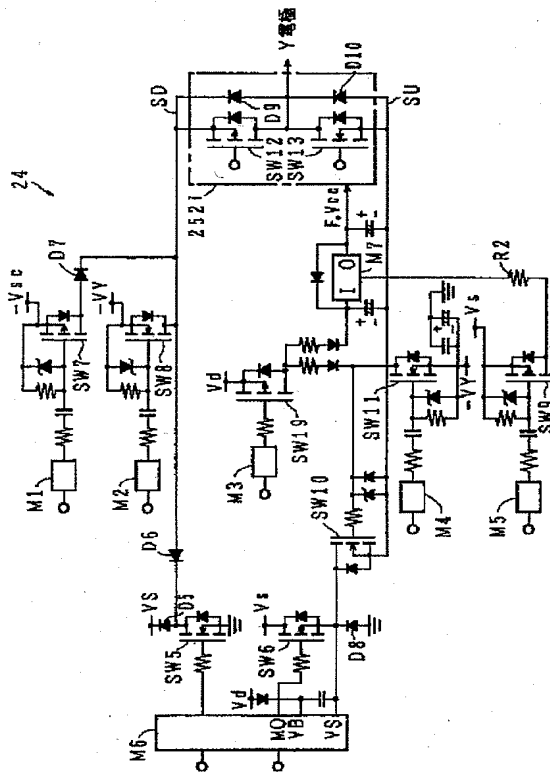 24
M1
-Vsc
D7
SW7
M2
-VY
SW8
D6
SD
VS
D5
SW5
Vs
SW6
D8
M6
Vd
MO
VB
VS
SW10
M3
Vd
SW19
M4
SW11
-VY
M5
Vs
SW9
R2
I
O
M7
F.Vcc
252i
SW12
SW13
D9
D10
Y電極
SU